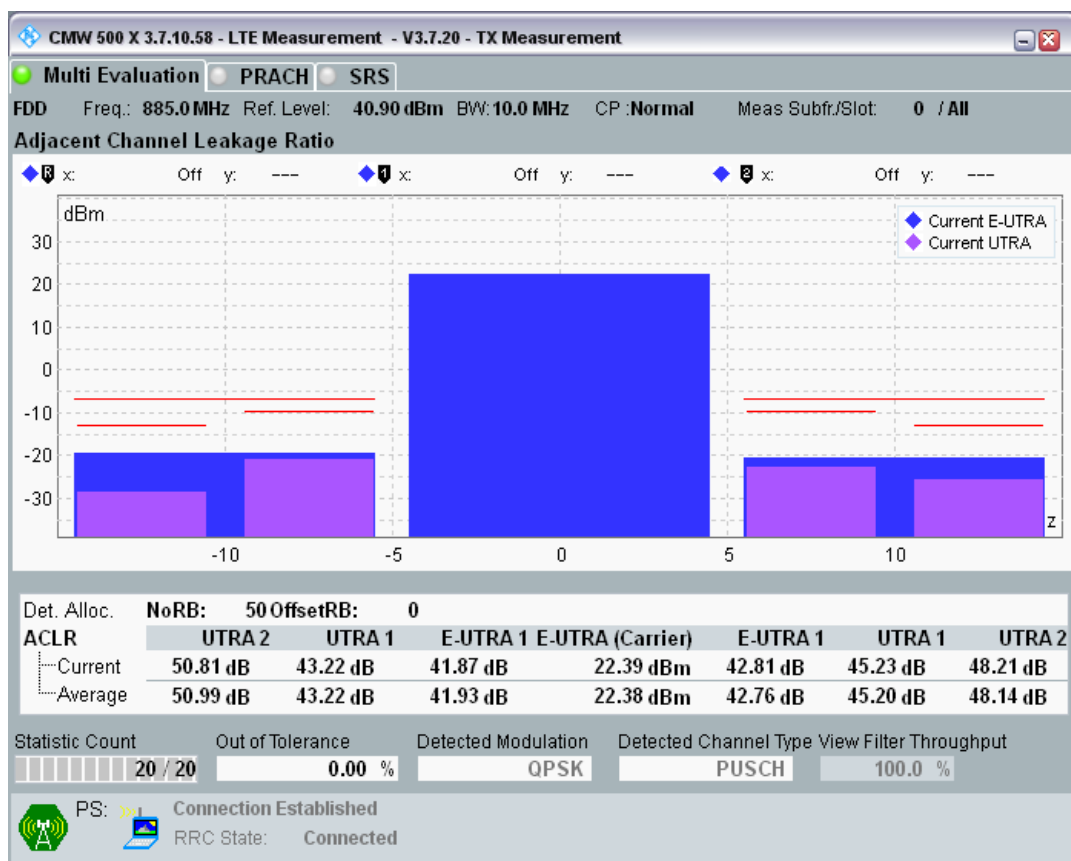 CMW 500 X 3.7.10.58 - LTE Measurement - V3.7.20 - TX Measurement
Multi Evaluation PRACH SRS
FDD Freq.: 885.0 MHz Ref. Level: 40.90 dBm BW: 10.0 MHz CP :Normal Meas Subfr./Slot: 0 / All
Adjacent Channel Leakage Ratio
R x: Off y: --- 1 x: Off y: --- 2 x: Off y: ---
dBm
Current E-UTRA
Current UTRA
30
20
10
0
-10
-20
-30
z
-10 -5 0 5 10
Det. Alloc. NoRB: 50 OffsetRB: 0
ACLR UTRA 2 UTRA 1 E-UTRA 1 E-UTRA (Carrier) E-UTRA 1 UTRA 1 UTRA 2
Current 50.81 dB 43.22 dB 41.87 dB 22.39 dBm 42.81 dB 45.23 dB 48.21 dB
Average 50.99 dB 43.22 dB 41.93 dB 22.38 dBm 42.76 dB 45.20 dB 48.14 dB
Statistic Count Out of Tolerance Detected Modulation Detected Channel Type View Filter Throughput
20 / 20 0.00 % QPSK PUSCH 100.0 %
PS: Connection Established
RRC State: Connected